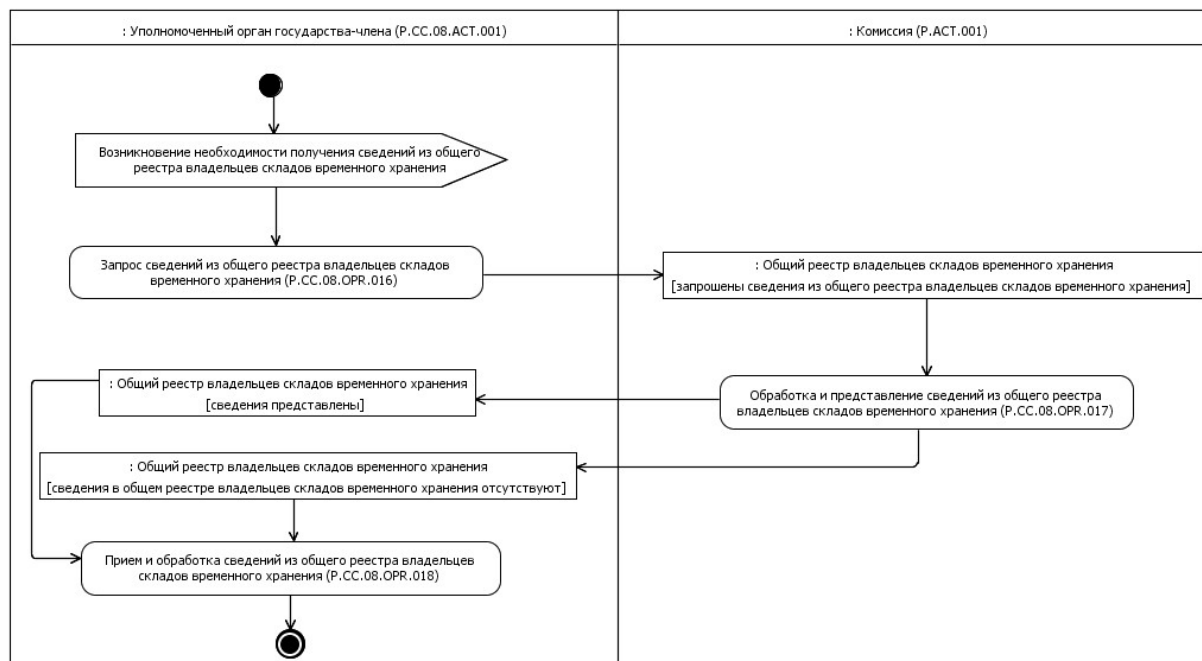 : Уполномоченный орган государства-члена (P.CC.08.ACT.001)
: Комиссия (P.ACT.001)
Возникновение необходимости получения сведений из общего
реестра владельцев складов временного хранения
Запрос сведений из общего реестра владельцев складов
временного хранения (P.CC.08.OPR.016)
: Общий реестр владельцев складов временного хранения
[запрошены сведения из общего реестра владельцев складов временного хранения]
: Общий реестр владельцев складов временного хранения
[сведения представлены]
Обработка и представление сведений из общего реестра
владельцев складов временного хранения (P.CC.08.OPR.017)
: Общий реестр владельцев складов временного хранения
[сведения в общем реестре владельцев складов временного хранения отсутствуют]
Прием и обработка сведений из общего реестра владельцев
складов временного хранения (P.CC.08.OPR.018)